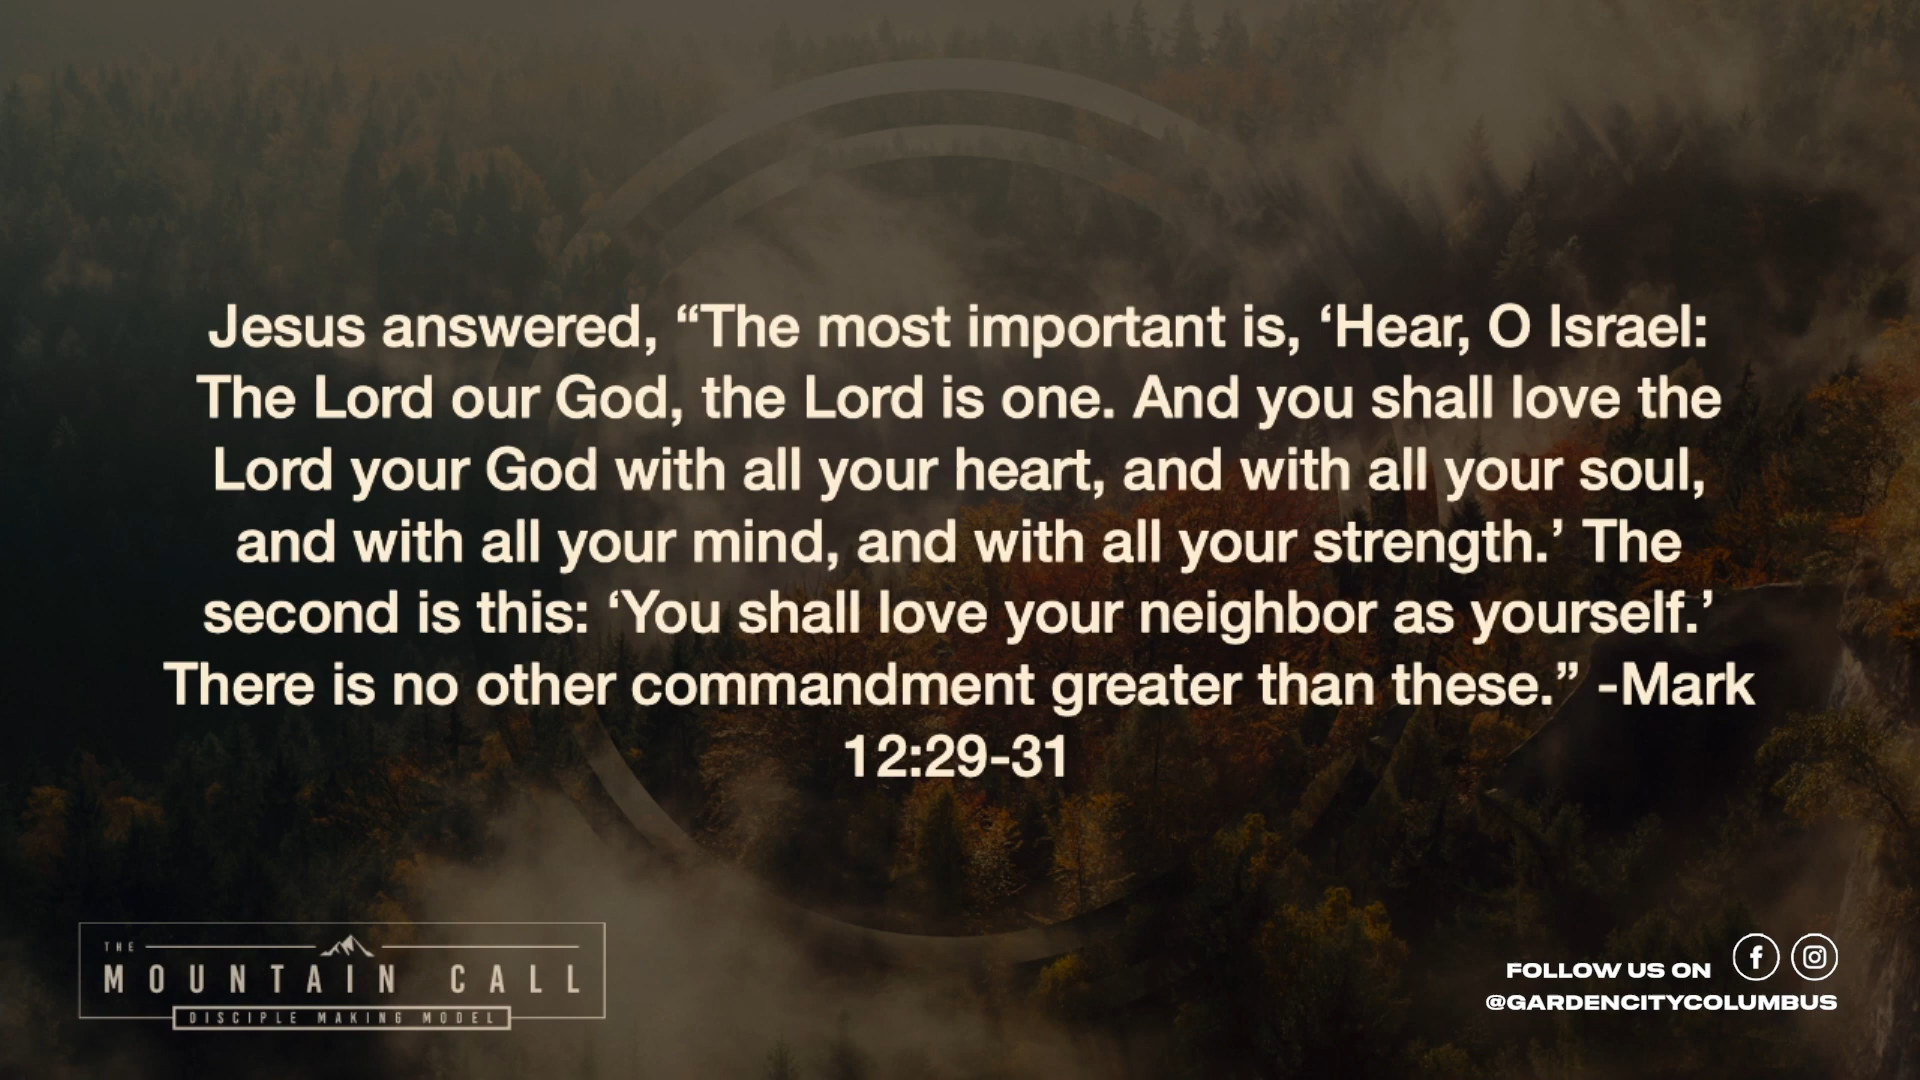 Jesus answered, “The most important is, ‘Hear, O Israel:
The Lord our God, the Lord is one. And you shall love the
Lord your God with all your heart, and with all your soul,
and with all your mind, and with all your strength.’ The
second is this: ‘You shall love your neighbor as yourself.’
There is no other commandment greater than these.” -Mark
12:29-31
THE
MOUNTAIN CALL
DISCIPLE MAKING MODEL
FOLLOW US ON
@GARDENCITYCOLUMBUS